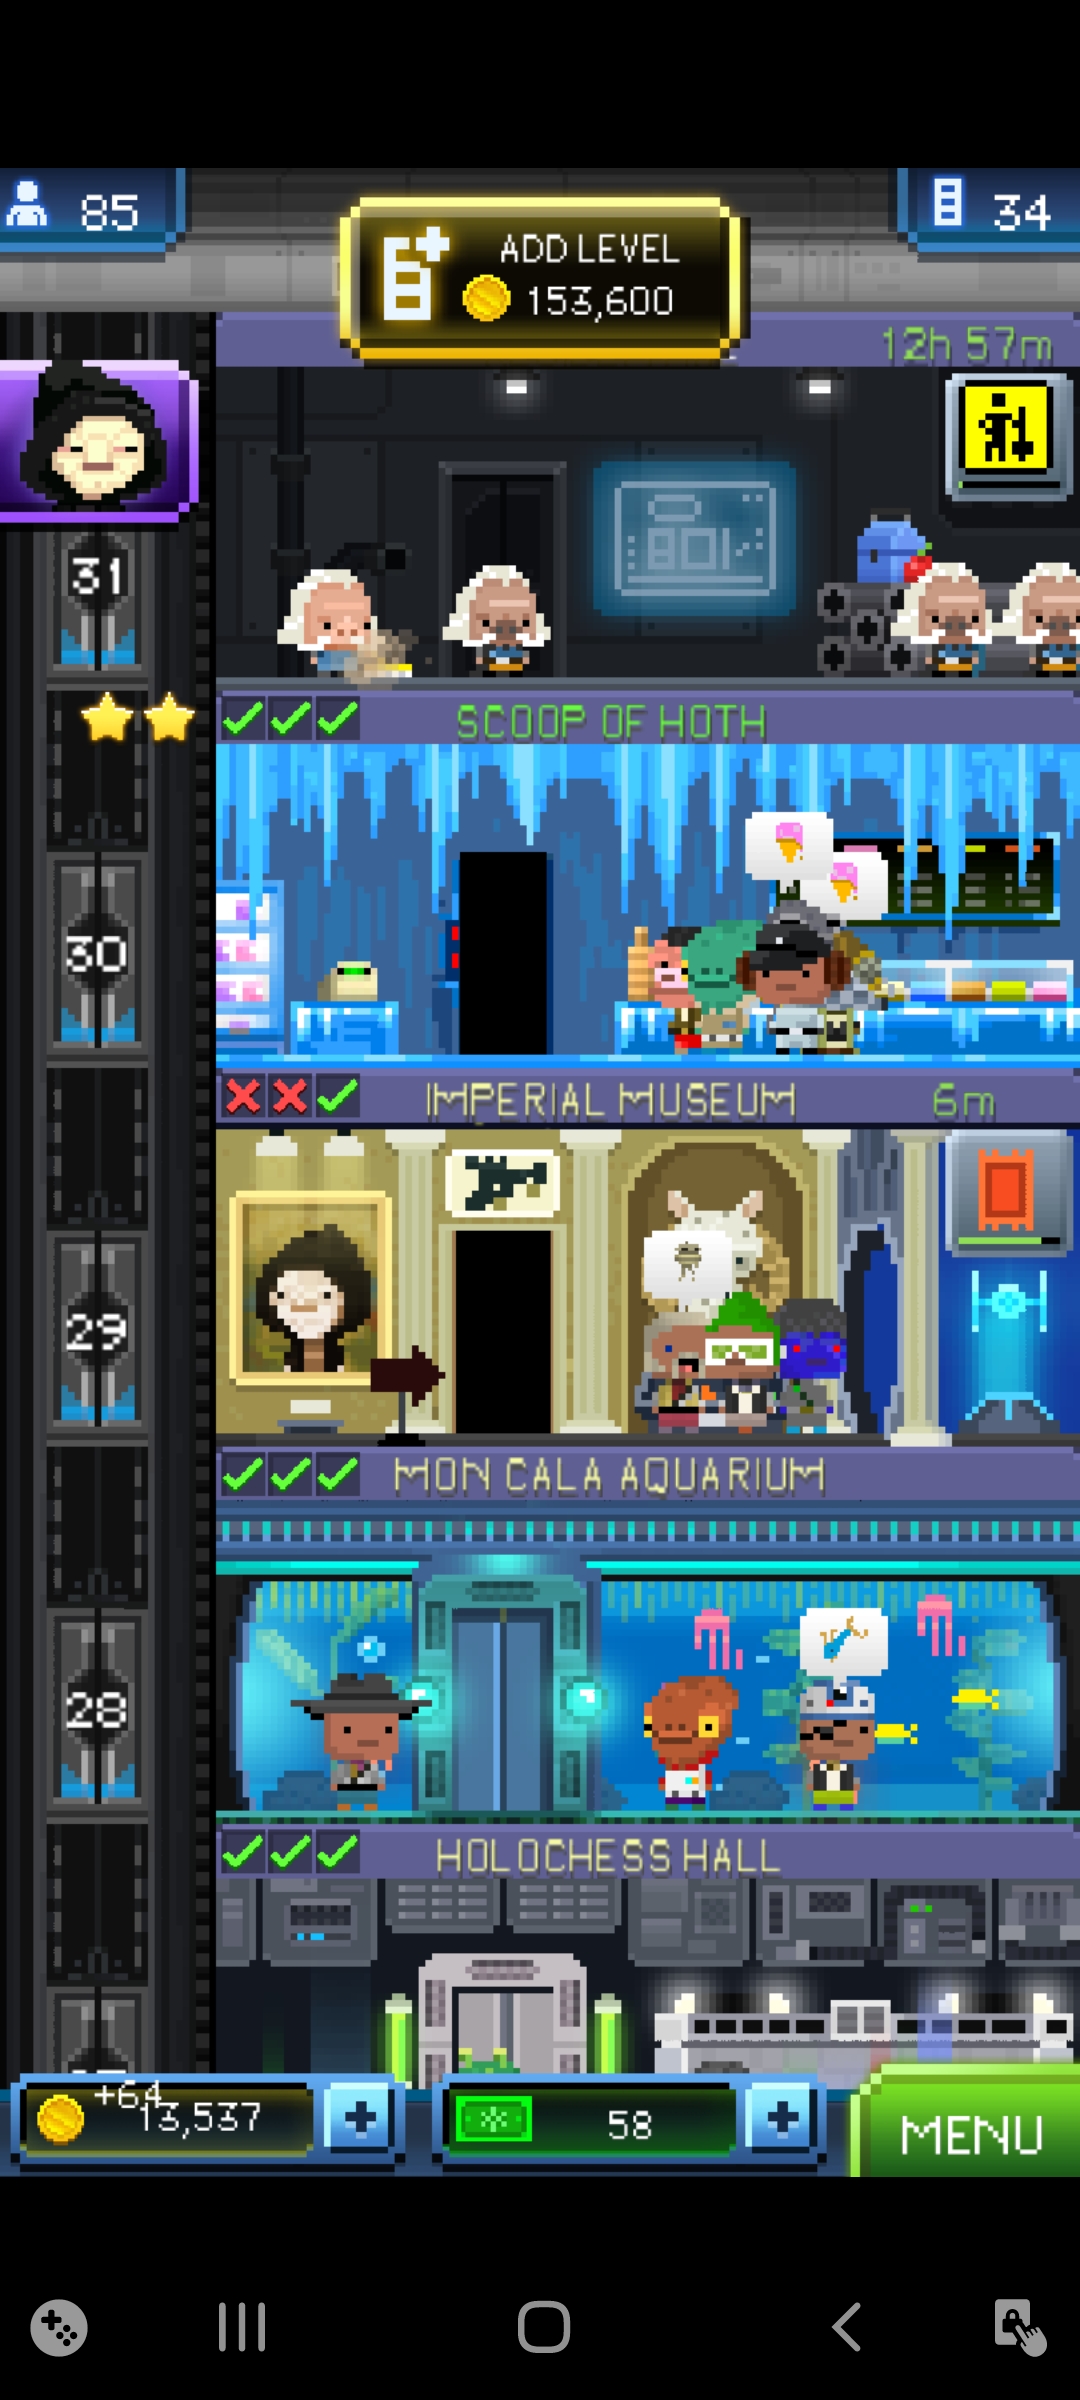 85
ADD LEVEL
153,600
34
12h 57m
31
SCOOP OF HOTH
30
IMPERIAL MUSEUM 6m
29
MON CALA AQUARIUM
28
HOLOCHESS HALL
+64
13,537
58
MENU